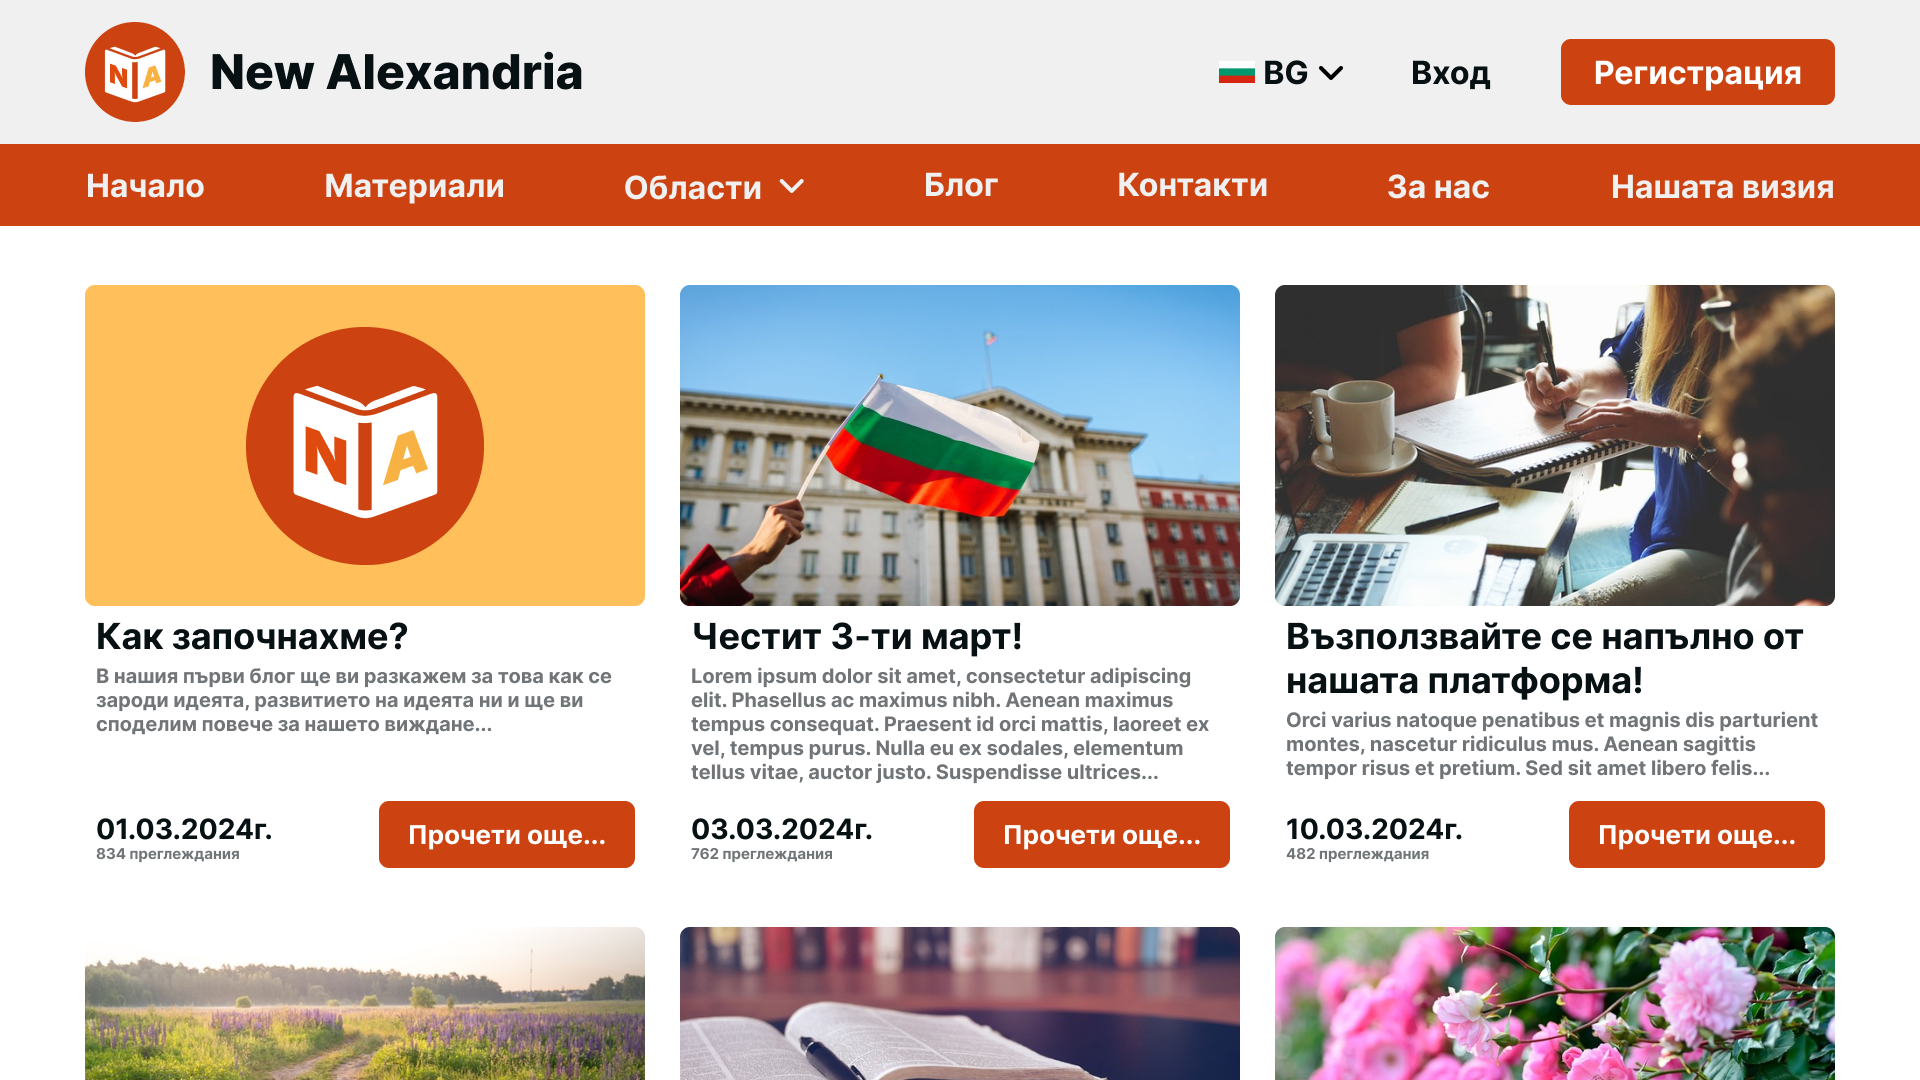 NA
New Alexandria
BG
Вход
Регистрация
Начало
Материали
Области
Блог
Контакти
За нас
Нашата визия
NA
Как започнахме?
В нашия първи блог ще ви разкажем за това как се
зароди идеята, развитието на идеята ни и ще ви
споделим повече за нашето виждане...
01.03.2024г.
834 преглеждания
Прочети още...
Честит 3-ти март!
Lorem ipsum dolor sit amet, consectetur adipiscing
elit. Phasellus ac maximus nibh. Aenean maximus
tempus consequat. Praesent id orci mattis, laoreet ex
vel, tempus purus. Nulla eu ex sodales, elementum
tellus vitae, auctor justo. Suspendisse ultrices...
03.03.2024г.
762 преглеждания
Прочети още...
Възползвайте се напълно от
нашата платформа!
Orci varius natoque penatibus et magnis dis parturient
montes, nascetur ridiculus mus. Aenean sagittis
tempor risus et pretium. Sed sit amet libero felis...
10.03.2024г.
482 преглеждания
Прочети още...